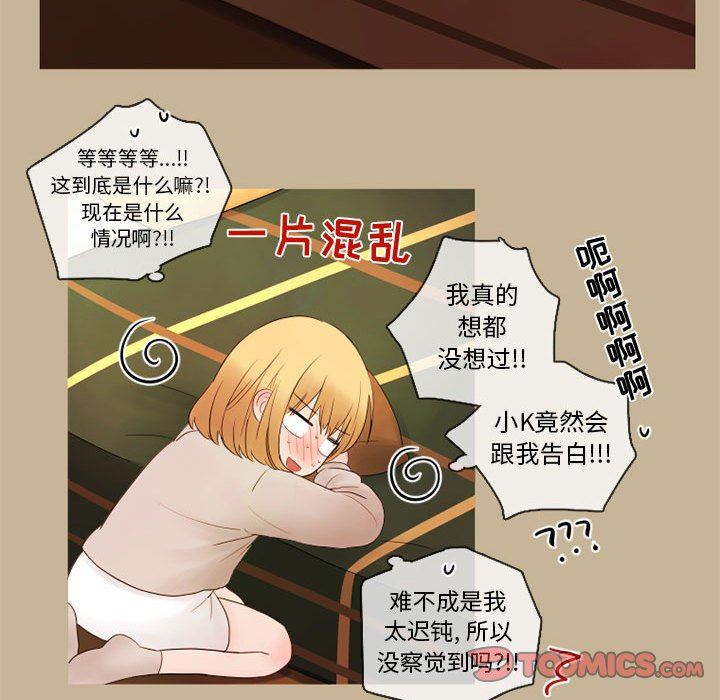 等等等等...!!
这到底是什么嘛?!
现在是什么
情况啊?!!
一片混乱
我真的
想都
没想过!!
呃啊啊啊啊
小K竟然会
跟我告白!!!
???
难不成是我
太迟钝, 所以
没察觉到吗?!!
TOOMICS.COM